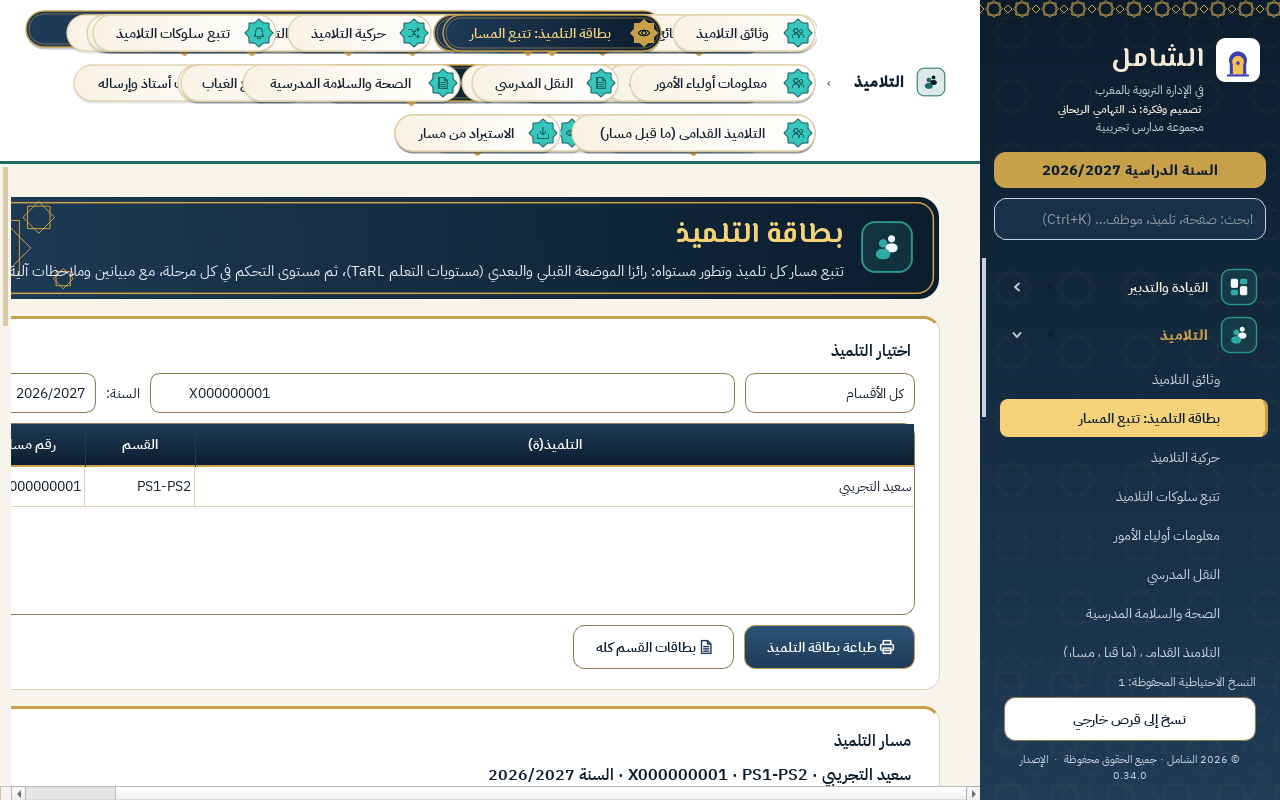 الشامل
في الإدارة التربوية بالمغرب
تصميم وفكرة: ذ. التهامي الريحاني
مجموعة مدارس تجريبية
السنة الدراسية 2026/2027
ابحث: صفحة، تلميذ، موظف... (Ctrl+K)
القيادة والتدبير
التلاميذ
9
وثائق التلاميذ
بطاقة التلميذ: تتبع المسار
حركية التلاميذ
تتبع سلوكات التلاميذ
معلومات أولياء الأمور
النقل المدرسي
الصحة والسلامة المدرسية
التلاميذ القدامى (ما قبل مسار)
النسخ الاحتياطية المحفوظة: 1
نسخ إلى قرص خارجي
© 2026 الشامل · جميع الحقوق محفوظة · الإصدار
0.34.0
التلاميذ ‹
وثائق التلاميذ
بطاقة التلميذ: تتبع المسار
حركية التلاميذ
تتبع سلوكات التلاميذ
معلومات أولياء الأمور
النقل المدرسي
الصحة والسلامة المدرسية
الغياب
أستاذ وإرساله
التلاميذ القدامى (ما قبل مسار)
الاستيراد من مسار
بطاقة التلميذ
تتبع مسار كل تلميذ وتطور مستواه: رائزا الموضعة القبلي والبعدي (مستويات التعلم TaRL)، ثم مستوى التحكم في كل مرحلة، مع مبيانين وملاحظات آلية
اختيار التلميذ
كل الأقسام
X000000001
السنة:
2026/2027
التلميذ(ة)
القسم
رقم
سعيد التجريبي
PS1-PS2
000000001
طباعة بطاقة التلميذ
بطاقات القسم كله
مسار التلميذ
سعيد التجريبي · X000000001 · PS1-PS2 · السنة 2026/2027